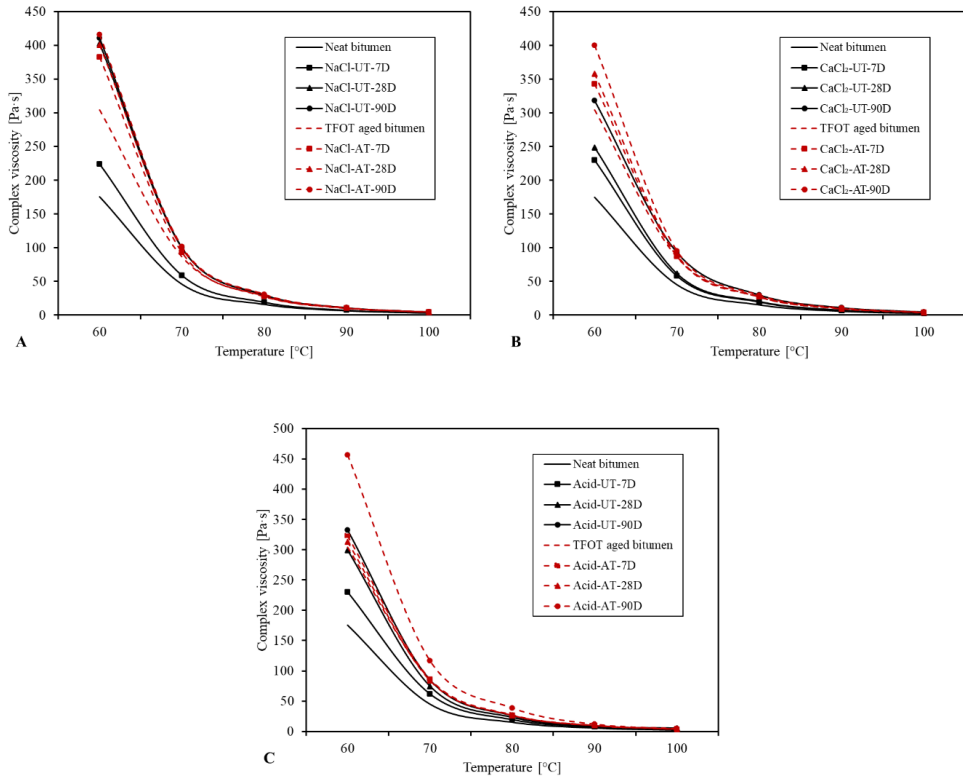 450
400
350
300
250
200
150
100
50
0
Complex viscosity [Pa·s]
Neat bitumen
NaCl-UT-7D
NaCl-UT-28D
NaCl-UT-90D
TFOT aged bitumen
NaCl-AT-7D
NaCl-AT-28D
NaCl-AT-90D
60 70 80 90 100
Temperature [°C]
A
450
400
350
300
250
200
150
100
50
0
Complex viscosity [Pa·s]
Neat bitumen
CaCl₂-UT-7D
CaCl₂-UT-28D
CaCl₂-UT-90D
TFOT aged bitumen
CaCl₂-AT-7D
CaCl₂-AT-28D
CaCl₂-AT-90D
60 70 80 90 100
Temperature [°C]
B
500
450
400
350
300
250
200
150
100
50
0
Complex viscosity [Pa·s]
Neat bitumen
Acid-UT-7D
Acid-UT-28D
Acid-UT-90D
TFOT aged bitumen
Acid-AT-7D
Acid-AT-28D
Acid-AT-90D
60 70 80 90 100
Temperature [°C]
C